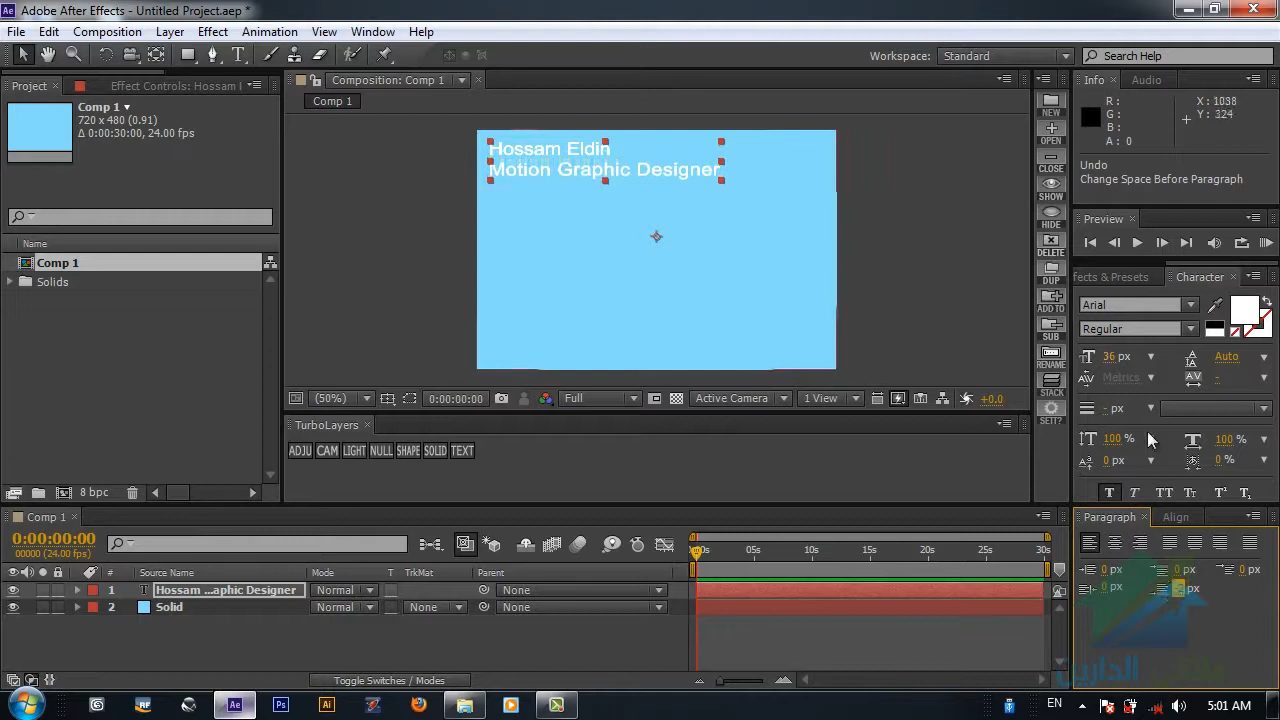 Adobe After Effects - Untitled Project.aep *
File Edit Composition Layer Effect Animation View Window Help
Workspace: Standard Search Help
Project Effect Controls: Hossam
Composition: Comp 1
Info Audio
Comp 1
720 x 480 (0.91)
Δ 0:00:30:00, 24.00 fps
Comp 1
R :
G :
B :
A : 0
X : 1038
Y : 324
Undo
Change Space Before Paragraph
Hossam Eldin
Motion Graphic Designer
NEW
OPEN
CLOSE
SHOW
HIDE
DELETE
DUP
ADD TO
SUB
RENAME
STACK
SETT?
Preview
Name
Comp 1
Solids
ffects & Presets Character
Arial
Regular
36 px Auto
Metrics -
- px
100 % 100 %
0 px 0 %
T T TT Tт T¹ T₁
8 bpc
(50%) 0:00:00:00 Full Active Camera 1 View +0.0
TurboLayers
ADJU CAM LIGHT NULL SHAPE SOLID TEXT
Comp 1
0:00:00:00
00000 (24.00 fps)
00s 05s 10s 15s 20s 25s 30s
# Source Name Mode T TrkMat Parent
1 T Hossam ...aphic Designer Normal None
2 Solid Normal None None
Toggle Switches / Modes
Paragraph Align
0 px 0 px 0 px
0 px px
الدارين
EN 5:01 AM